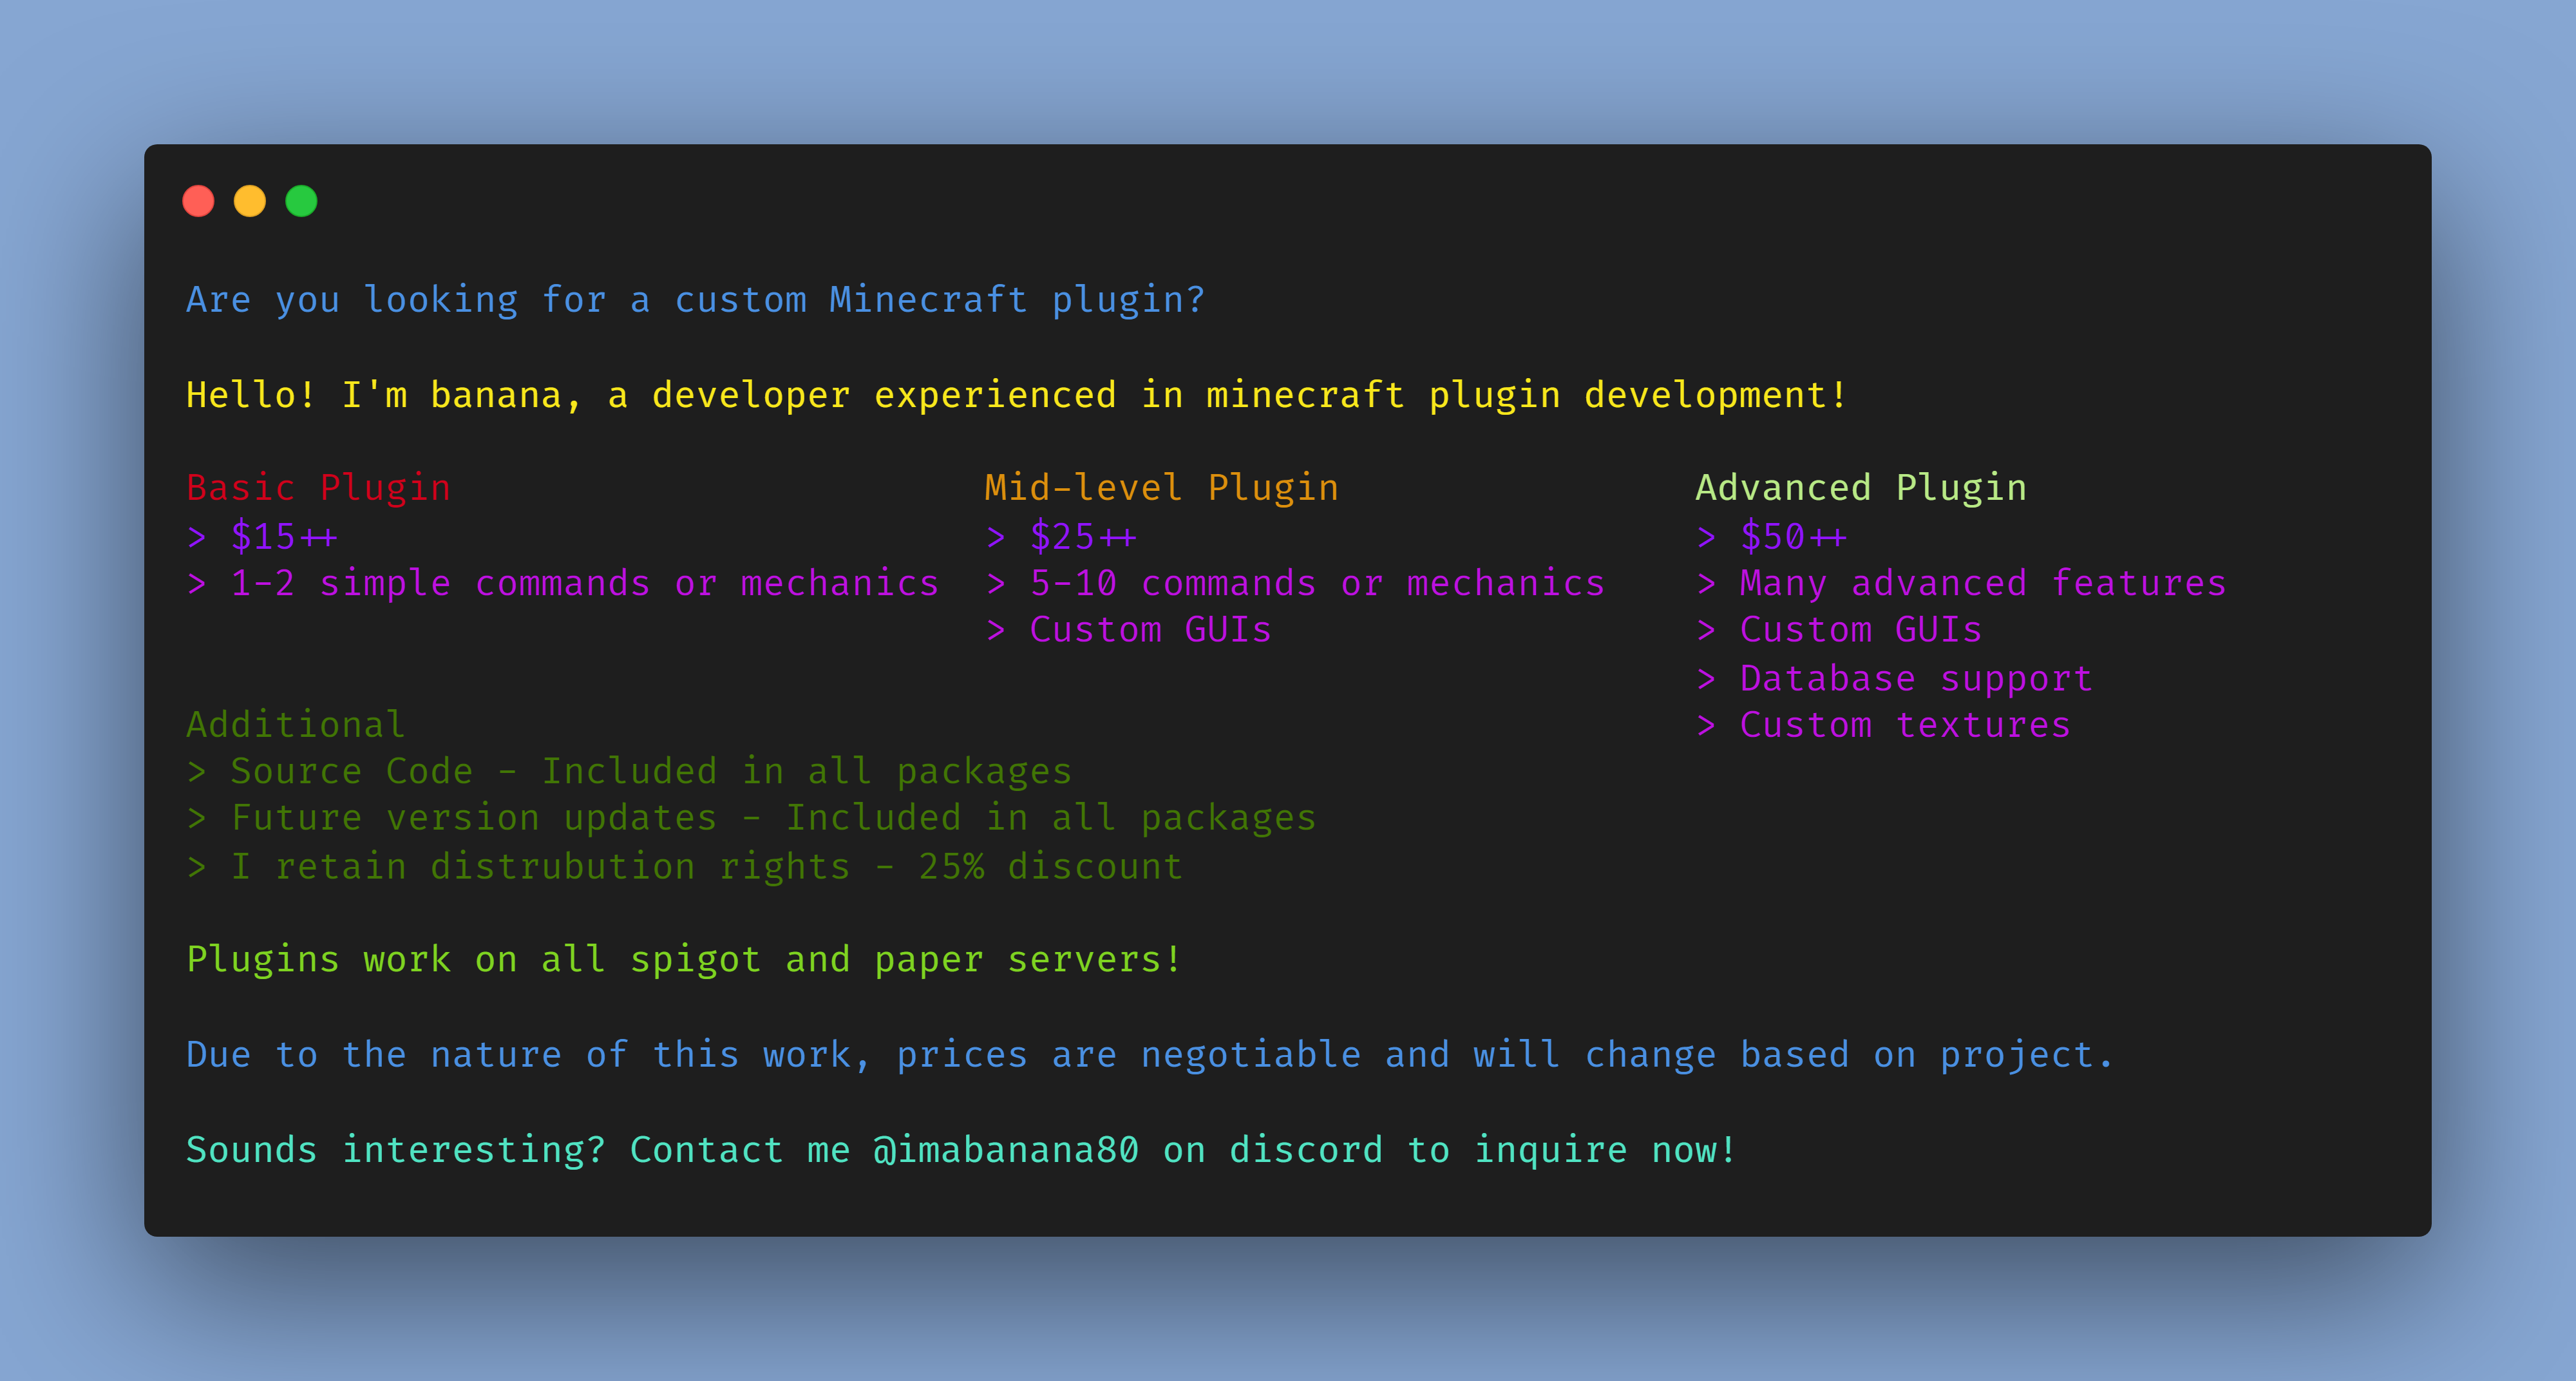 Are you looking for a custom Minecraft plugin?
Hello! I'm banana, a developer experienced in minecraft plugin development!
Basic Plugin
> $15++
> 1-2 simple commands or mechanics
Mid-level Plugin
> $25++
> 5-10 commands or mechanics
> Custom GUIs
Advanced Plugin
> $50++
> Many advanced features
> Custom GUIs
> Database support
> Custom textures
Additional
> Source Code - Included in all packages
> Future version updates - Included in all packages
> I retain distrubution rights - 25% discount
Plugins work on all spigot and paper servers!
Due to the nature of this work, prices are negotiable and will change based on project.
Sounds interesting? Contact me @imabanana80 on discord to inquire now!